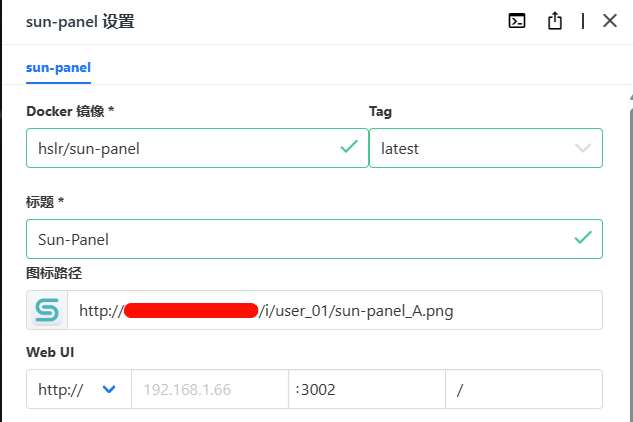 sun-panel 设置
sun-panel
Docker 镜像 * Tag
hslr/sun-panel latest
标题 *
Sun-Panel
图标路径
http:// /i/user_01/sun-panel_A.png
Web UI
http:// 192.168.1.66 :3002 /